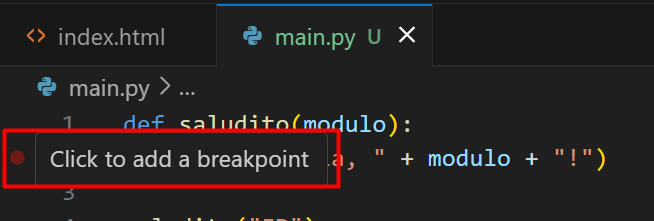 index.html
main.py U
main.py > ...
1 def saludito(modulo):
Click to add a breakpoint a, " + modulo + "!")
3